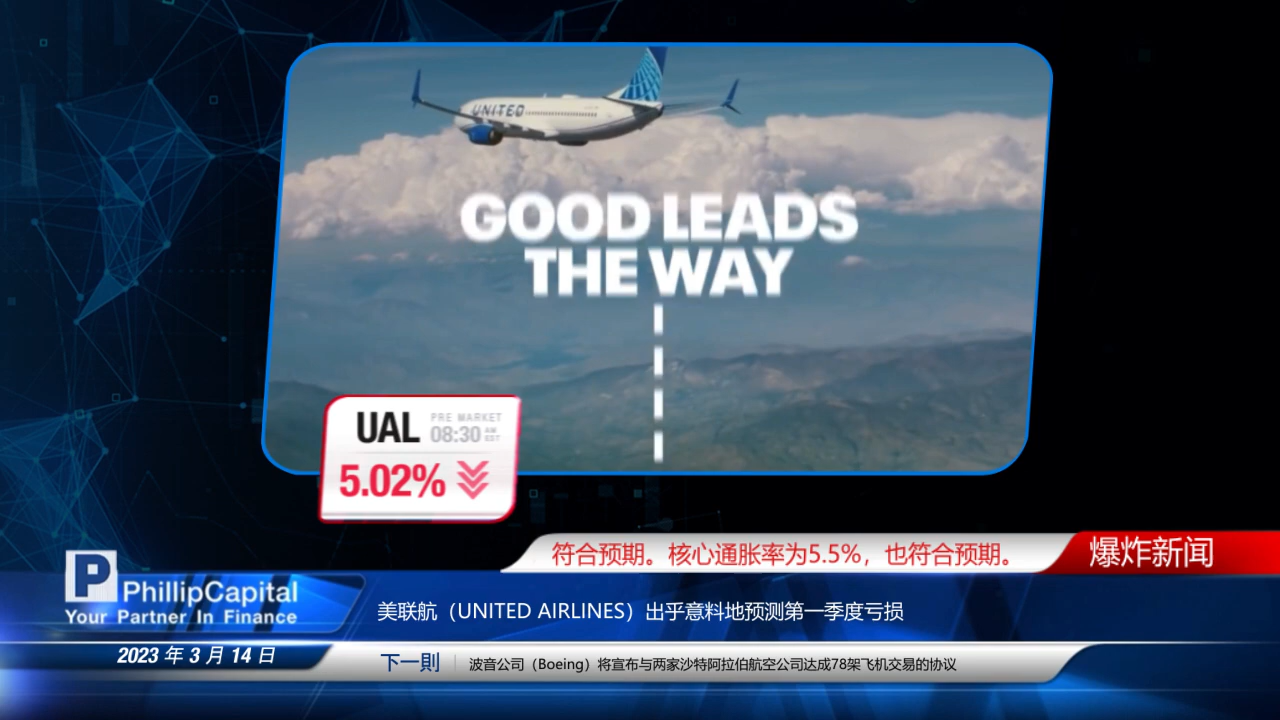 UNITED
GOOD LEADS
THE WAY
UAL
PRE MARKET
08:30 AM EST
5.02%
符合预期。核心通胀率为5.5%，也符合预期。
爆炸新闻
P
PhillipCapital
Your Partner In Finance
美联航（UNITED AIRLINES）出乎意料地预测第一季度亏损
2023 年 3 月 14 日
下一則
波音公司（Boeing）将宣布与两家沙特阿拉伯航空公司达成78架飞机交易的协议